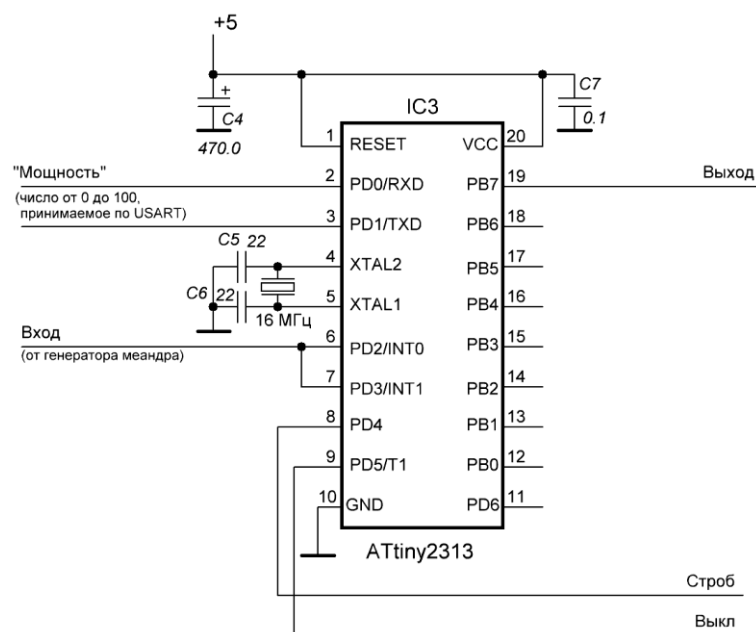 +5
+
C4
470.0
C7
0.1
IC3
1 RESET VCC 20
"Мощность"
(число от 0 до 100,
принимаемое по USART)
2 PD0/RXD PB7 19
Выход
3 PD1/TXD PB6 18
C5 22
4 XTAL2 PB5 17
C6 22
5 XTAL1 PB4 16
16 МГц
Вход
(от генератора меандра)
6 PD2/INT0 PB3 15
7 PD3/INT1 PB2 14
8 PD4 PB1 13
9 PD5/T1 PB0 12
10 GND PD6 11
ATtiny2313
Строб
Выкл